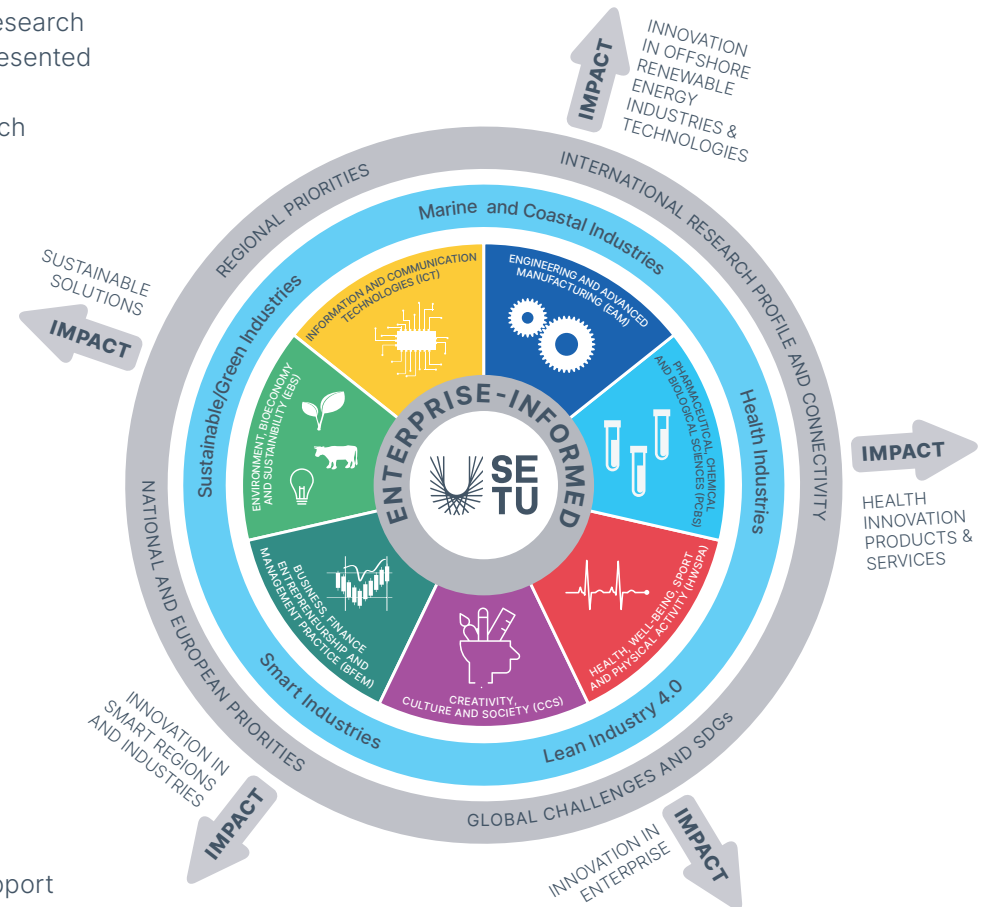 esearch
esented
ch
pport
IMPACT
INNOVATION
IN OFFSHORE
RENEWABLE
ENERGY
INDUSTRIES &
TECHNOLOGIES
REGIONAL PRIORITIES
INTERNATIONAL RESEARCH PROFILE AND CONNECTIVITY
SUSTAINABLE
SOLUTIONS
IMPACT
Marine and Coastal Industries
Sustainable/Green Industries
Health Industries
INFORMATION AND COMMUNICATION
TECHNOLOGIES (ICT)
ENGINEERING AND ADVANCED
MANUFACTURING (EAM)
PHARMACEUTICAL, CHEMICAL
AND BIOLOGICAL SCIENCES (PCBS)
ENVIRONMENT, BIOECONOMY
AND SUSTAINABILITY (EBS)
ENTERPRISE-INFORMED
SE
TU
IMPACT
HEALTH
INNOVATION
PRODUCTS &
SERVICES
BUSINESS, FINANCE
ENTREPRENEURSHIP AND
MANAGEMENT PRACTICE (BFEM)
HEALTH, WELL-BEING, SPORT
AND PHYSICAL ACTIVITY (HWSPA)
CREATIVITY,
CULTURE AND SOCIETY (CCS)
Smart Industries
Lean Industry 4.0
NATIONAL AND EUROPEAN PRIORITIES
GLOBAL CHALLENGES AND SDGs
INNOVATION IN
SMART REGIONS
AND INDUSTRIES
IMPACT
INNOVATION IN
ENTERPRISE
IMPACT